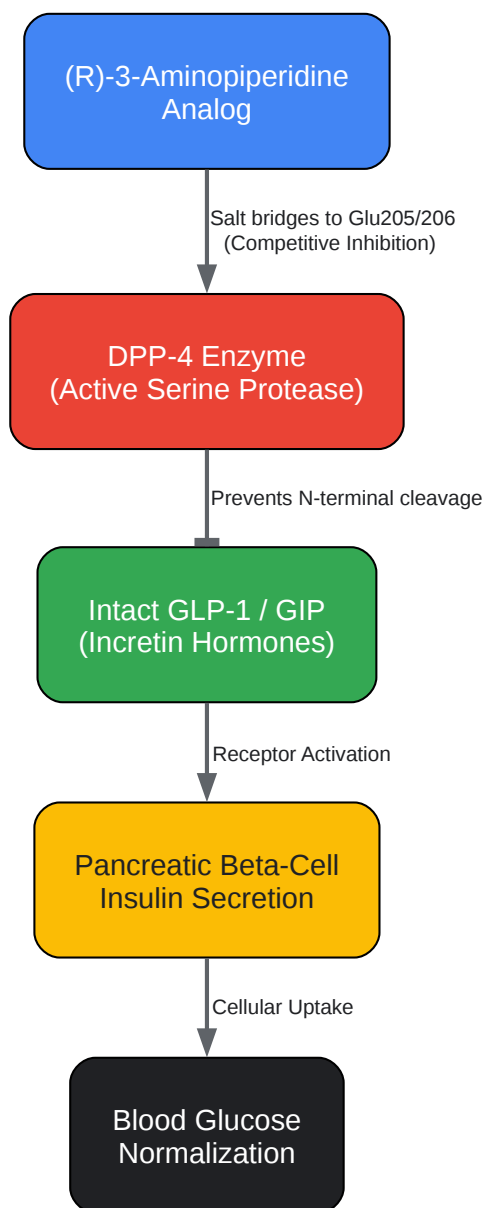 (R)-3-Aminopiperidine
Analog
Salt bridges to Glu205/206
(Competitive Inhibition)
DPP-4 Enzyme
(Active Serine Protease)
Prevents N-terminal cleavage
Intact GLP-1 / GIP
(Incretin Hormones)
Receptor Activation
Pancreatic Beta-Cell
Insulin Secretion
Cellular Uptake
Blood Glucose
Normalization